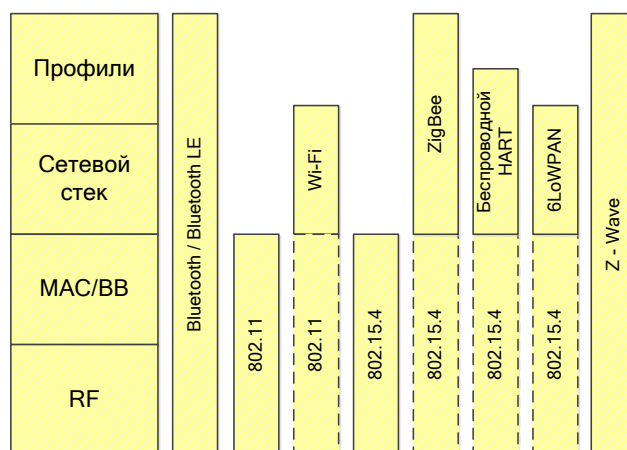 Профили
Сетевой
стек
MAC/BB
RF
Bluetooth / Bluetooth LE
802.11
Wi-Fi
802.11
802.15.4
ZigBee
802.15.4
Беспроводной
HART
802.15.4
6LoWPAN
802.15.4
Z - Wave